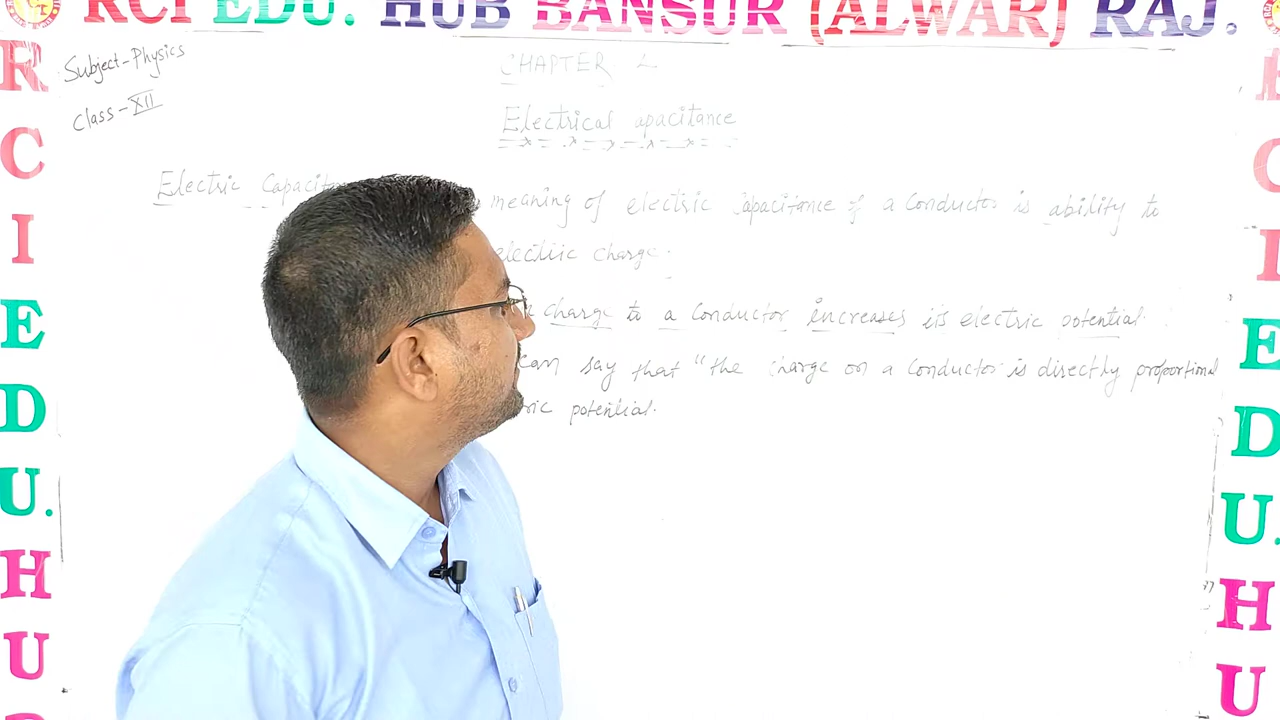 RCI EDU. HUB BANSUR (ALWAR) RAJ.
Subject-Physics
Class-XII
CHAPTER 4
Electrical apacitance
Electric Capacita meaning of electric Capacitance of a Conductor is ability to
electric charge.
charge to a Conductor increases its electric potential.
can say that "the charge on a Conductor is directly proportional
ric potential.
R
C
I
E
D
U.
H
U
R
C
I
E
D
U.
H
U